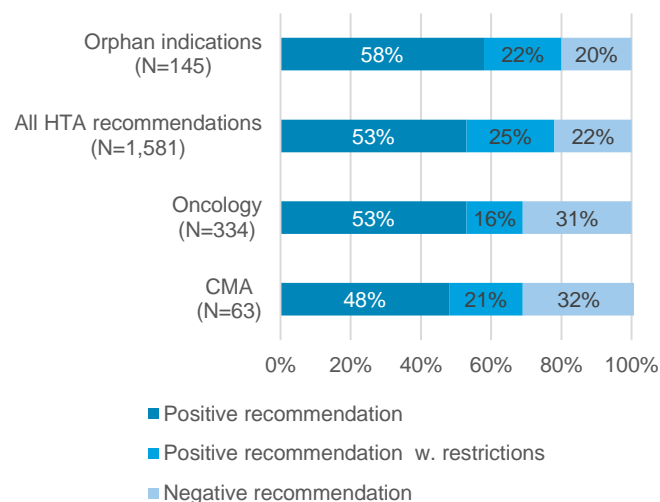 Orphan indications
(N=145)
58% 22% 20%
All HTA recommendations
(N=1,581)
53% 25% 22%
Oncology
(N=334)
53% 16% 31%
CMA
(N=63)
48% 21% 32%
0% 20% 40% 60% 80% 100%
Positive recommendation
Positive recommendation w. restrictions
Negative recommendation